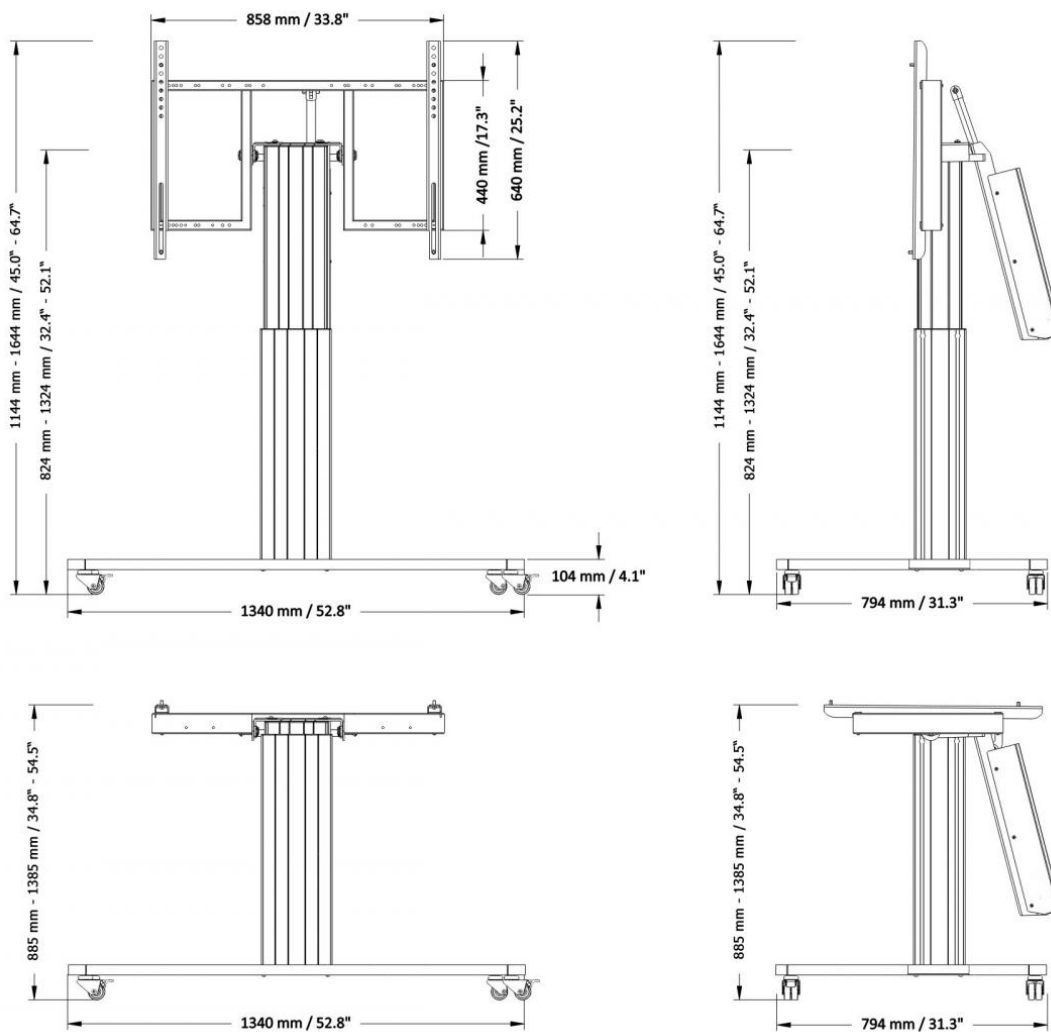 858 mm / 33.8"
1144 mm - 1644 mm / 45.0" - 64.7"
824 mm - 1324 mm / 32.4" - 52.1"
440 mm /17.3"
640 mm / 25.2"
104 mm / 4.1"
1340 mm / 52.8"
1144 mm - 1644 mm / 45.0" - 64.7"
824 mm - 1324 mm / 32.4" - 52.1"
794 mm / 31.3"
885 mm - 1385 mm / 34.8" - 54.5"
1340 mm / 52.8"
885 mm - 1385 mm / 34.8" - 54.5"
794 mm / 31.3"